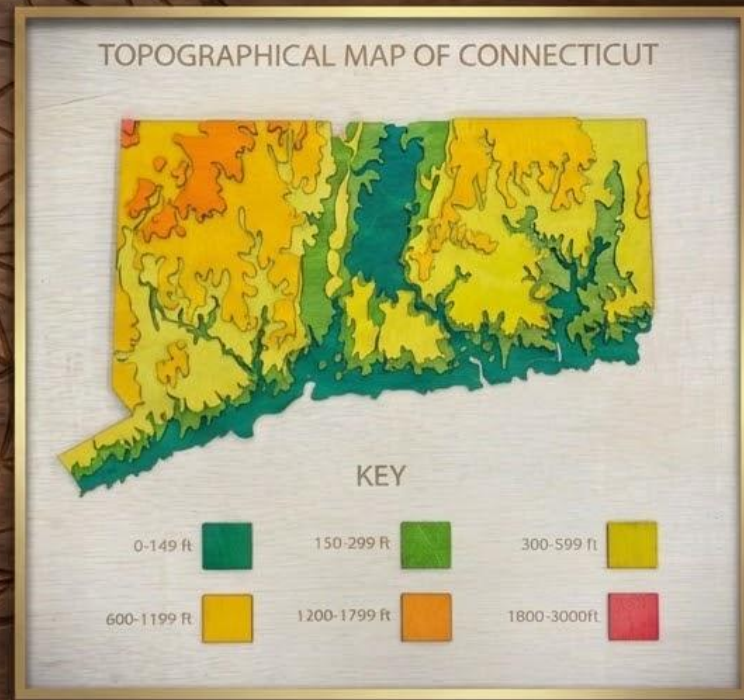 TOPOGRAPHICAL MAP OF CONNECTICUT
KEY
0-149 ft
150-299 ft
300-599 ft
600-1199 ft
1200-1799 ft
1800-3000ft